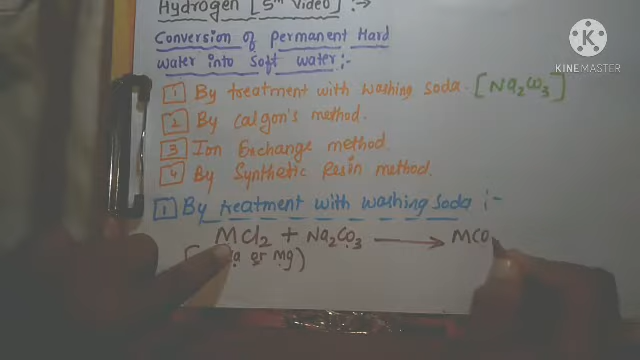 Hydrogen [5th Video] :→
Conversion of permanent Hard
water into soft water :-
1 By treatment with washing soda. [Na2CO3]
2 By Calgon's method.
3 Ion Exchange method.
4 By Synthetic Resin method.
1 By treatment with washing soda :-
MCl2 + Na2CO3 → MCO
or Mg)
KINEMASTER